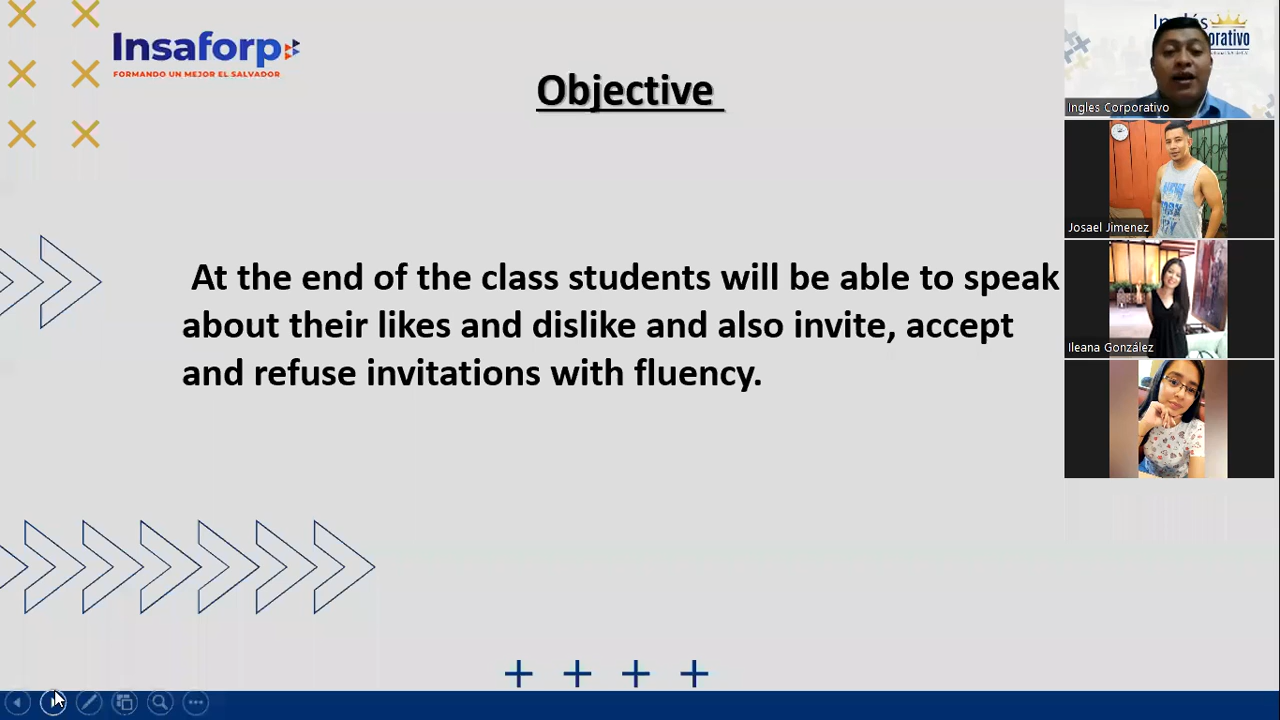 Insaforp
FORMANDO UN MEJOR EL SALVADOR
Objective
At the end of the class students will be able to speak
about their likes and dislike and also invite, accept
and refuse invitations with fluency.
Ingles Corporativo
Josael Jimenez
Ileana González